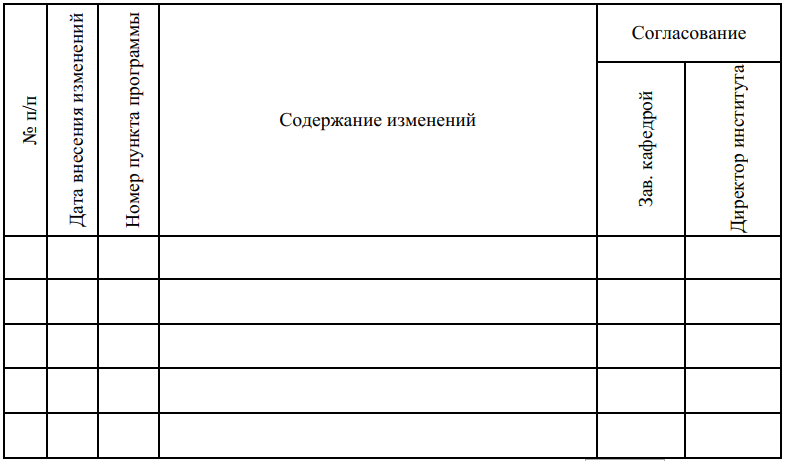 № п/п
Дата внесения изменений
Номер пункта программы
Содержание изменений
Согласование
Зав. кафедрой
Директор института